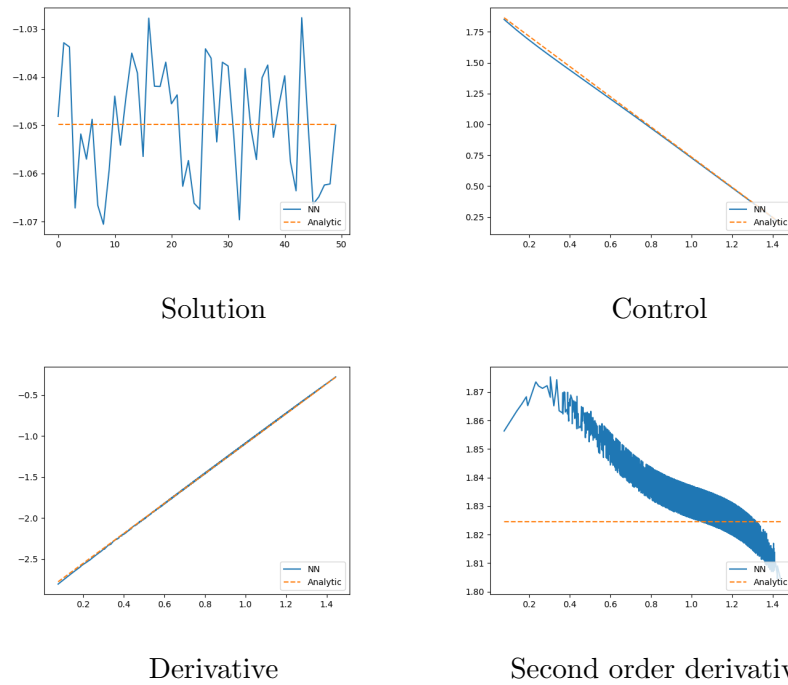 −1.03
−1.04
−1.05
−1.06
−1.07
0 10 20 30 40 50
NN
Analytic
Solution
1.75
1.50
1.25
1.00
0.75
0.50
0.25
0.2 0.4 0.6 0.8 1.0 1.2 1.4
NN
Analytic
Control
−0.5
−1.0
−1.5
−2.0
−2.5
0.2 0.4 0.6 0.8 1.0 1.2 1.4
NN
Analytic
Derivative
1.87
1.86
1.85
1.84
1.83
1.82
1.81
1.80
0.2 0.4 0.6 0.8 1.0 1.2 1.4
NN
Analytic
Second order derivativ